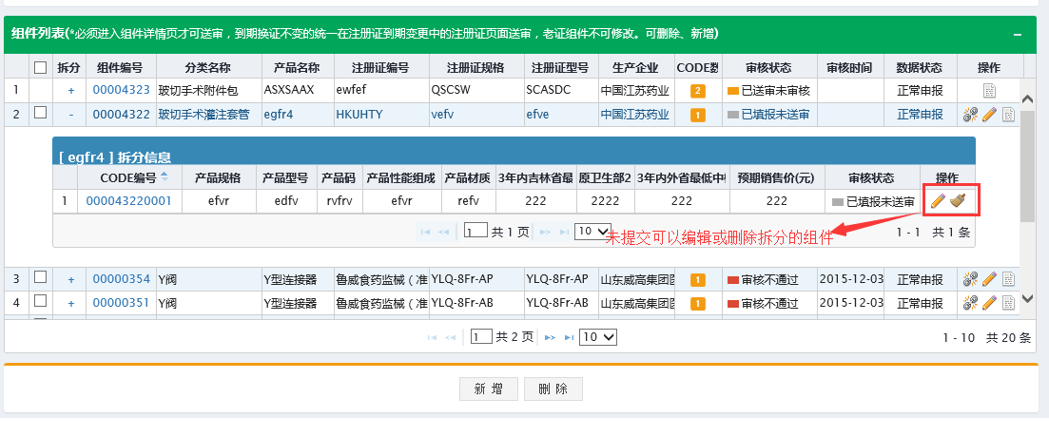 组件列表(*必须进入组件详情页才可送审，到期换证不变的统一在注册证到期变更中的注册证页面送审，老证组件不可修改。可删除、新增)
拆分 组件编号 分类名称 产品名称 注册证编号 注册证规格 注册证型号 生产企业 CODE数 审核状态 审核时间 数据状态 操作
1 + 00004323 玻切手术附件包 ASXSAAX ewfef QSCSW SCASDC 中国江苏药业 2 已送审未审核 正常申报
2 - 00004322 玻切手术灌注套管 egfr4 HKUHTY vefv efve 中国江苏药业 1 已填报未送审 正常申报
[ egfr4 ] 拆分信息
CODE编号 产品规格 产品型号 产品码 产品性能组成 产品材质 3年内吉林省最 原卫生部2 3年内外省最低中 预期销售价(元) 审核状态 操作
1 000043220001 efvr edfv rvfrv efvr refv 222 2222 222 222 已填报未送审
1 共 1 页 10 1 - 1 共 1 条
未提交可以编辑或删除拆分的组件
3 + 00000354 Y阀 Y型连接器 鲁威食药监械（准 YLQ-8Fr-AP YLQ-8Fr-AP 山东威高集团 1 审核不通过 2015-12-03 正常申报
4 + 00000351 Y阀 Y型连接器 鲁威食药监械（准 YLQ-8Fr-AB YLQ-8Fr-AB 山东威高集团 1 审核不通过 2015-12-03 正常申报
1 共 2 页 10 1 - 10 共 20 条
新 增 删 除